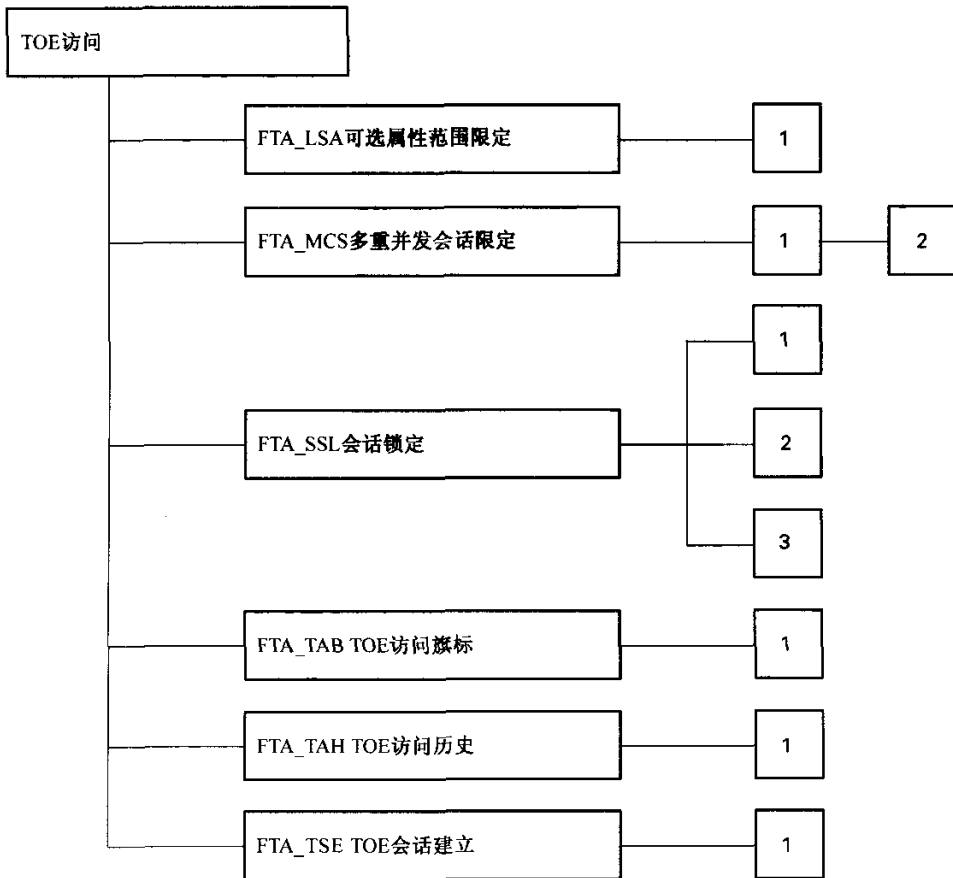 TOE访问
FTA_LSA可选属性范围限定
1
FTA_MCS多重并发会话限定
1
2
1
FTA_SSL会话锁定
2
3
FTA_TAB TOE访问旗标
1
FTA_TAH TOE访问历史
1
FTA_TSE TOE会话建立
1